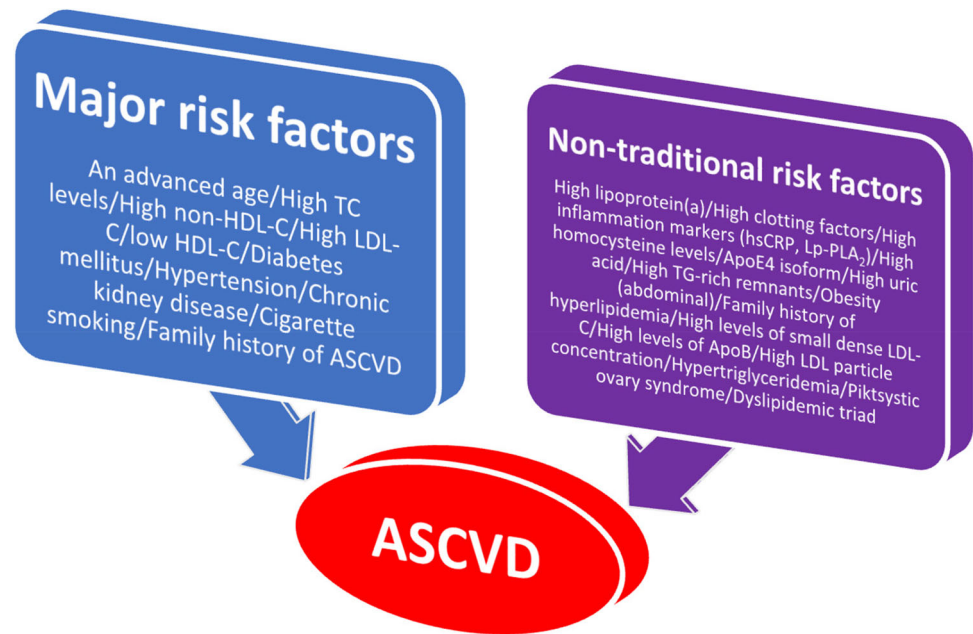 Major risk factors
An advanced age/High TC
levels/High non-HDL-C/High LDL-
C/low HDL-C/Diabetes
mellitus/Hypertension/Chronic
kidney disease/Cigarette
smoking/Family history of ASCVD
Non-traditional risk factors
High lipoprotein(a)/High clotting factors/High
inflammation markers (hsCRP, Lp-PLA₂)/High
homocysteine levels/ApoE4 isoform/High uric
acid/High TG-rich remnants/Obesity
(abdominal)/Family history of
hyperlipidemia/High levels of small dense LDL-
C/High levels of ApoB/High LDL particle
concentration/Hypertriglyceridemia/Piktsystic
ovary syndrome/Dyslipidemic triad
ASCVD